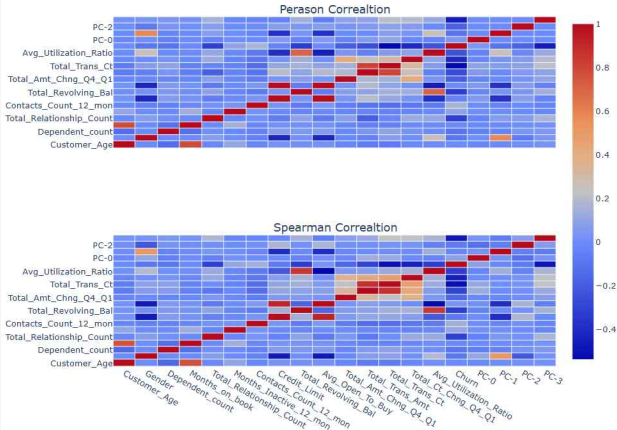 Perason Correaltion
PC-2
PC-0
Avg_Utilization_Ratio
Total_Trans_Ct
Total_Amt_Chng_Q4_Q1
Total_Revolving_Bal
Contacts_Count_12_mon
Total_Relationship_Count
Dependent_count
Customer_Age
1
0.8
0.6
0.4
0.2
0
−0.2
−0.4
Spearman Correaltion
PC-2
PC-0
Avg_Utilization_Ratio
Total_Trans_Ct
Total_Amt_Chng_Q4_Q1
Total_Revolving_Bal
Contacts_Count_12_mon
Total_Relationship_Count
Dependent_count
Customer_Age
Customer_Age
Gender
Dependent_count
Months_on_book
Total_Relationship_Count
Months_Inactive_12_mon
Contacts_Count_12_mon
Credit_Limit
Total_Revolving_Bal
Avg_Open_To_Buy
Total_Amt_Chng_Q4_Q1
Total_Trans_Amt
Total_Trans_Ct
Total_Ct_Chng_Q4_Q1
Avg_Utilization_Ratio
Churn
PC-0
PC-1
PC-2
PC-3